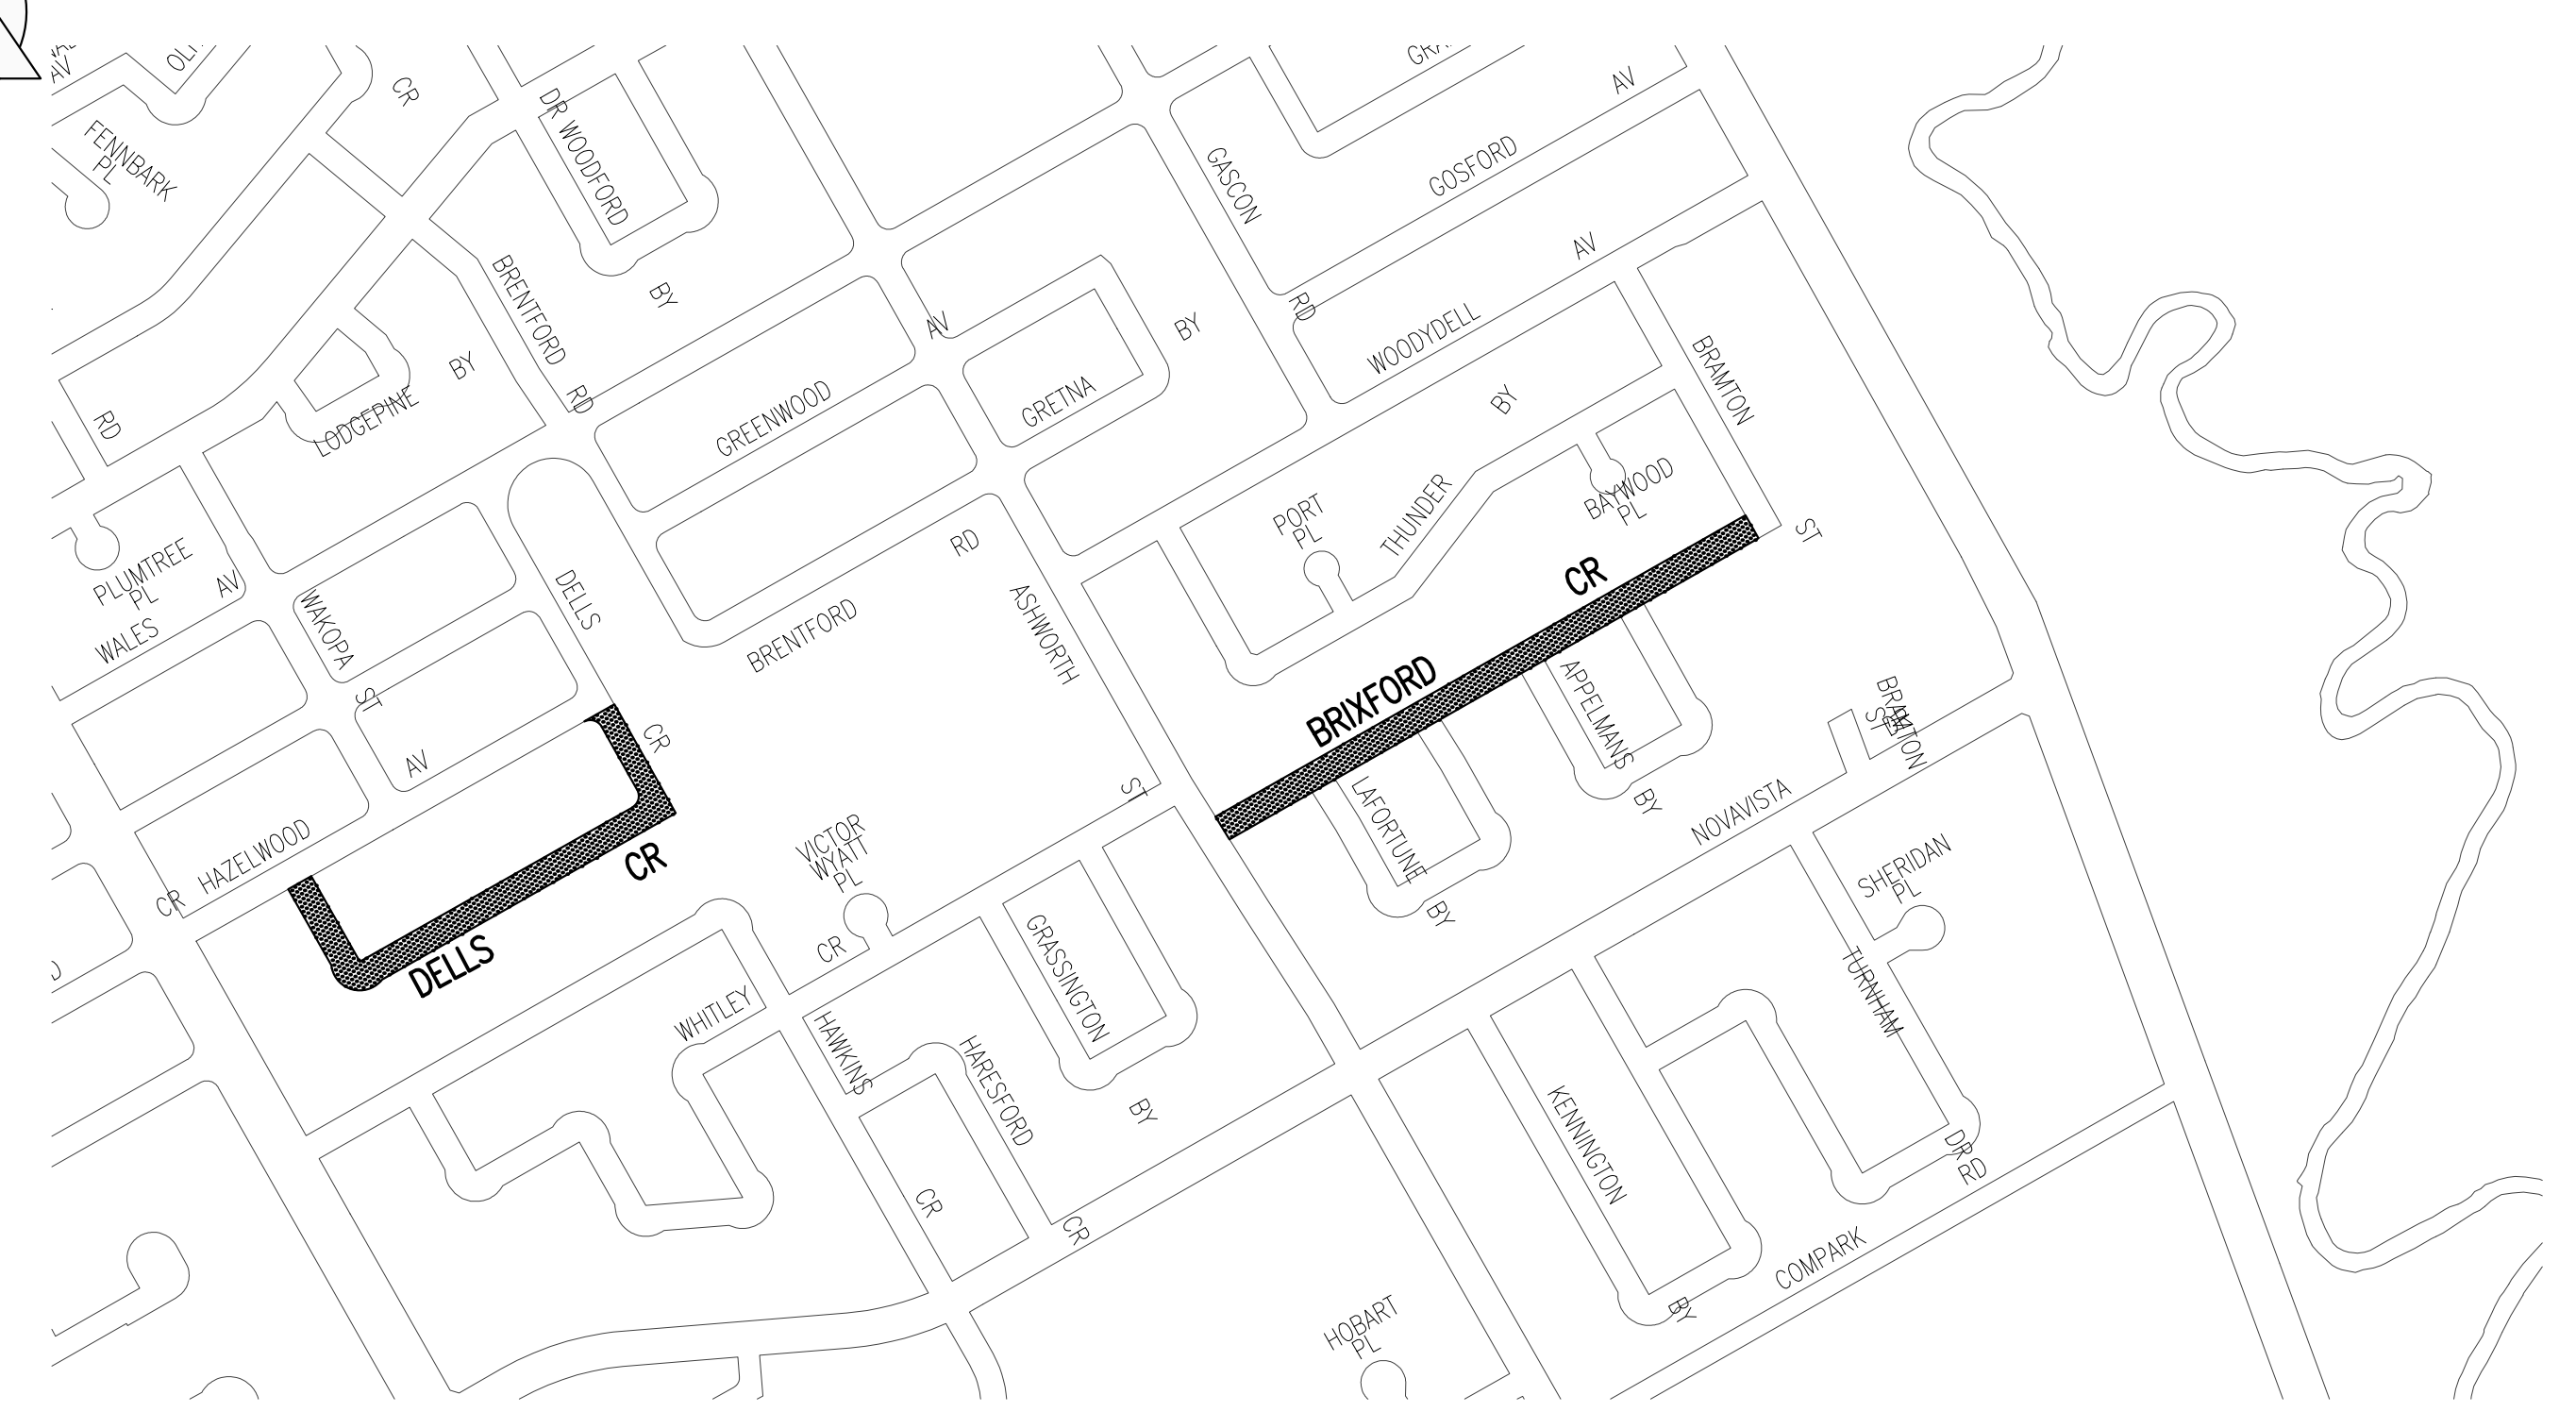 AV
CR
FENNBARK
PL
DR
WOODFORD
BY
BRENTFORD
RD
LODGEPINE
BY
RD
GREENWOOD
AV
GRETNA
BY
GASCON
RD
GOSFORD
AV
WOODYDELL
AV
THUNDER
BY
BRAMTON
ST
BAYWOOD
PL
PORT
PL
PLUMTREE
PL
WALES
AV
WAKOPA
ST
DELLS
CR
BRENTFORD
RD
ASHWORTH
ST
HAZELWOOD
AV
CR
DELLS
CR
BRIXFORD
CR
APPELMANS
BY
LAFORTUNE
BY
BRAMTON
ST
NOVAVISTA
SHERIDAN
PL
VICTOR
WYATT
PL
WHITLEY
CR
HAWKINS
CR
HARESFORD
CR
GRASSINGTON
BY
KENNINGTON
BY
TURNHAM
DR
COMPARK
RD
HOBART
PL